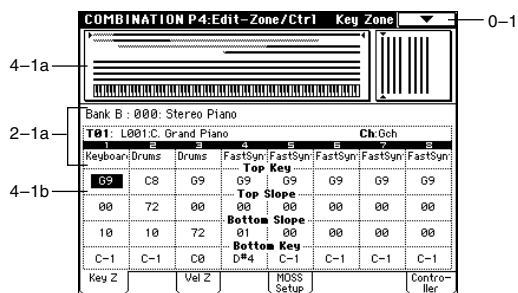 COMBINATION P4:Edit-Zone/Ctrl Key Zone
0-1
4-1a
2-1a
Bank B : 000: Stereo Piano
T01: L001:C. Grand Piano Ch:Gch
1 2 3 4 5 6 7 8
Keyboar Drums Drums FastSyn FastSyn FastSyn FastSyn FastSyn
Top Key
4-1b
G9 C8 G9 G9 G9 G9 G9 G9
Top Slope
00 72 00 00 00 00 00 00
Bottom Slope
10 10 72 01 00 00 00 00
Bottom Key
C-1 C-1 C0 D#4 C-1 C-1 C-1 C-1
Key Z Vel Z MOSS Setup Contro-ller